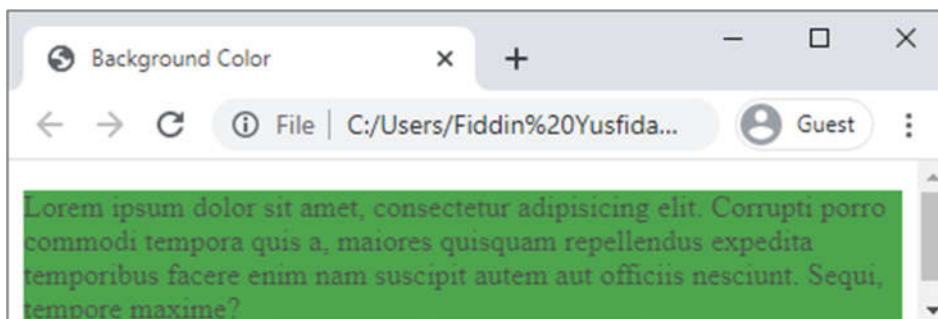 Background Color
File | C:/Users/Fiddin%20Yusfida... Guest
Lorem ipsum dolor sit amet, consectetur adipisicing elit. Corrupti porro
commodi tempora quis a, maiores quisquam repellendus expedita
temporibus facere enim nam suscipit autem aut officiis nesciunt. Sequi,
tempore maxime?